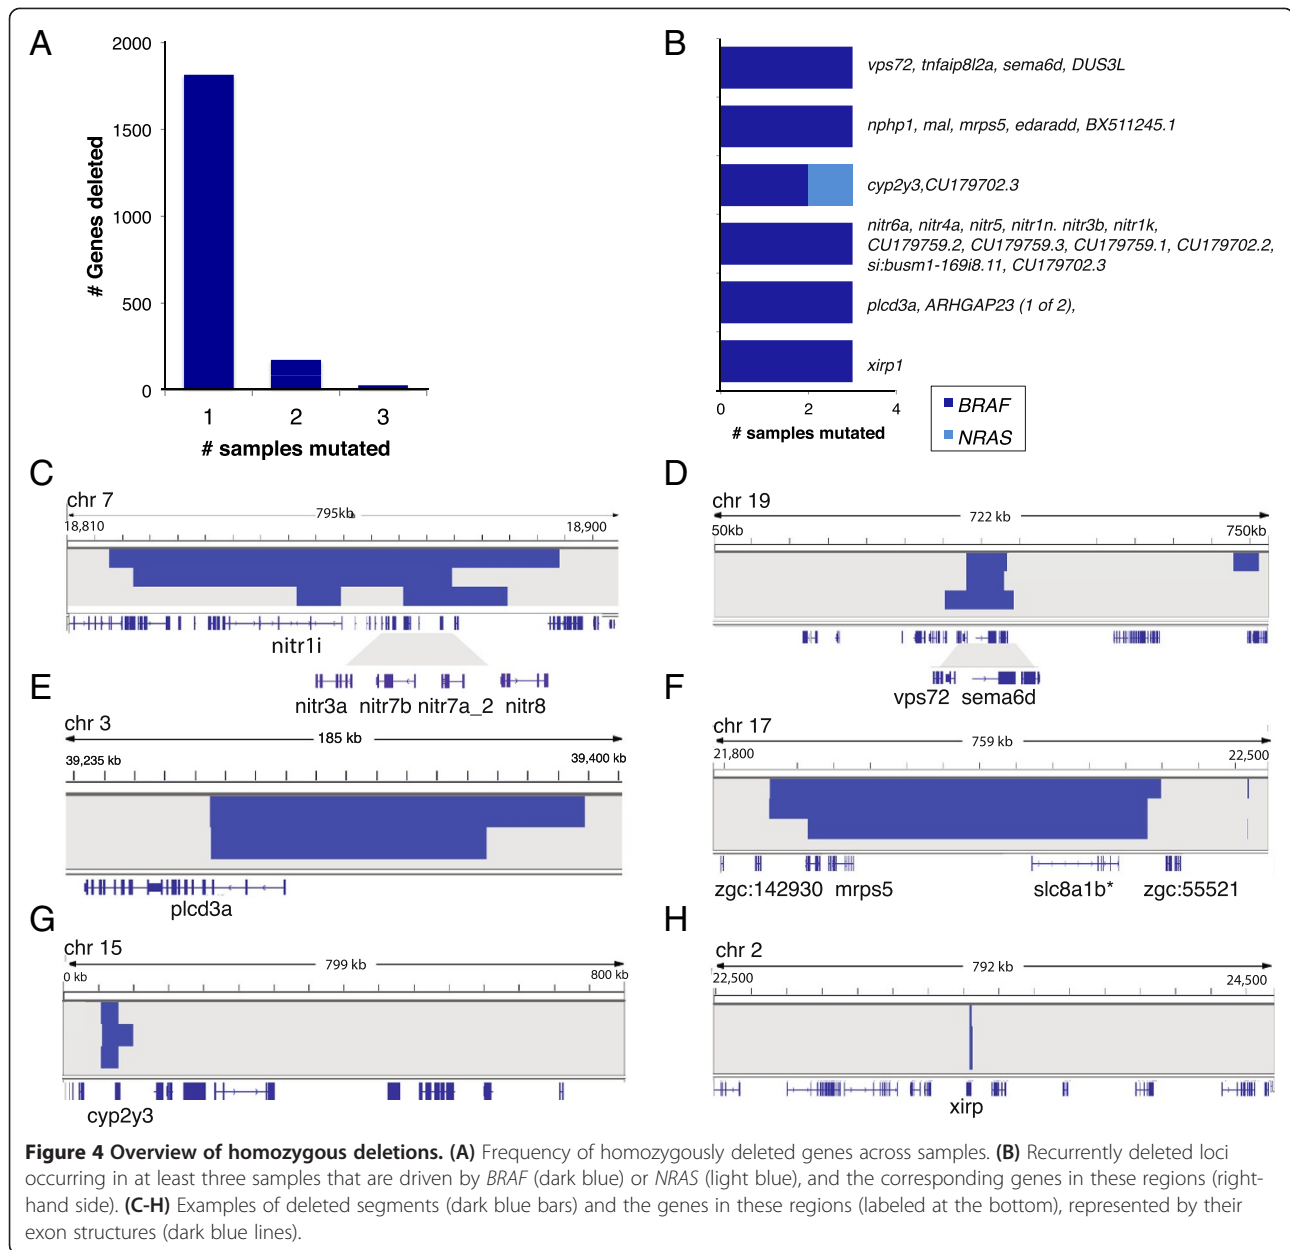 A
2000
1500
1000
500
0
# Genes deleted
1 2 3
# samples mutated
B
vps72, tnfaip8l2a, sema6d, DUS3L
nphp1, mal, mrps5, edaradd, BX511245.1
cyp2y3,CU179702.3
nitr6a, nitr4a, nitr5, nitr1n. nitr3b, nitr1k,
CU179759.2, CU179759.3, CU179759.1, CU179702.2,
si:busm1-169i8.11, CU179702.3
plcd3a, ARHGAP23 (1 of 2),
xirp1
0 2 4
# samples mutated
BRAF
NRAS
C
chr 7
795kb
18,810 18,900
nitr1i
nitr3a nitr7b nitr7a_2 nitr8
D
chr 19
722 kb
50kb 750kb
vps72 sema6d
E
chr 3
185 kb
39,235 kb 39,400 kb
plcd3a
F
chr 17
759 kb
21,800 22,500
zgc:142930 mrps5 slc8a1b* zgc:55521
G
chr 15
799 kb
0 kb 800 kb
cyp2y3
H
chr 2
792 kb
22,500 24,500
xirp
Figure 4 Overview of homozygous deletions. (A) Frequency of homozygously deleted genes across samples. (B) Recurrently deleted loci
occurring in at least three samples that are driven by BRAF (dark blue) or NRAS (light blue), and the corresponding genes in these regions (right-
hand side). (C-H) Examples of deleted segments (dark blue bars) and the genes in these regions (labeled at the bottom), represented by their
exon structures (dark blue lines).